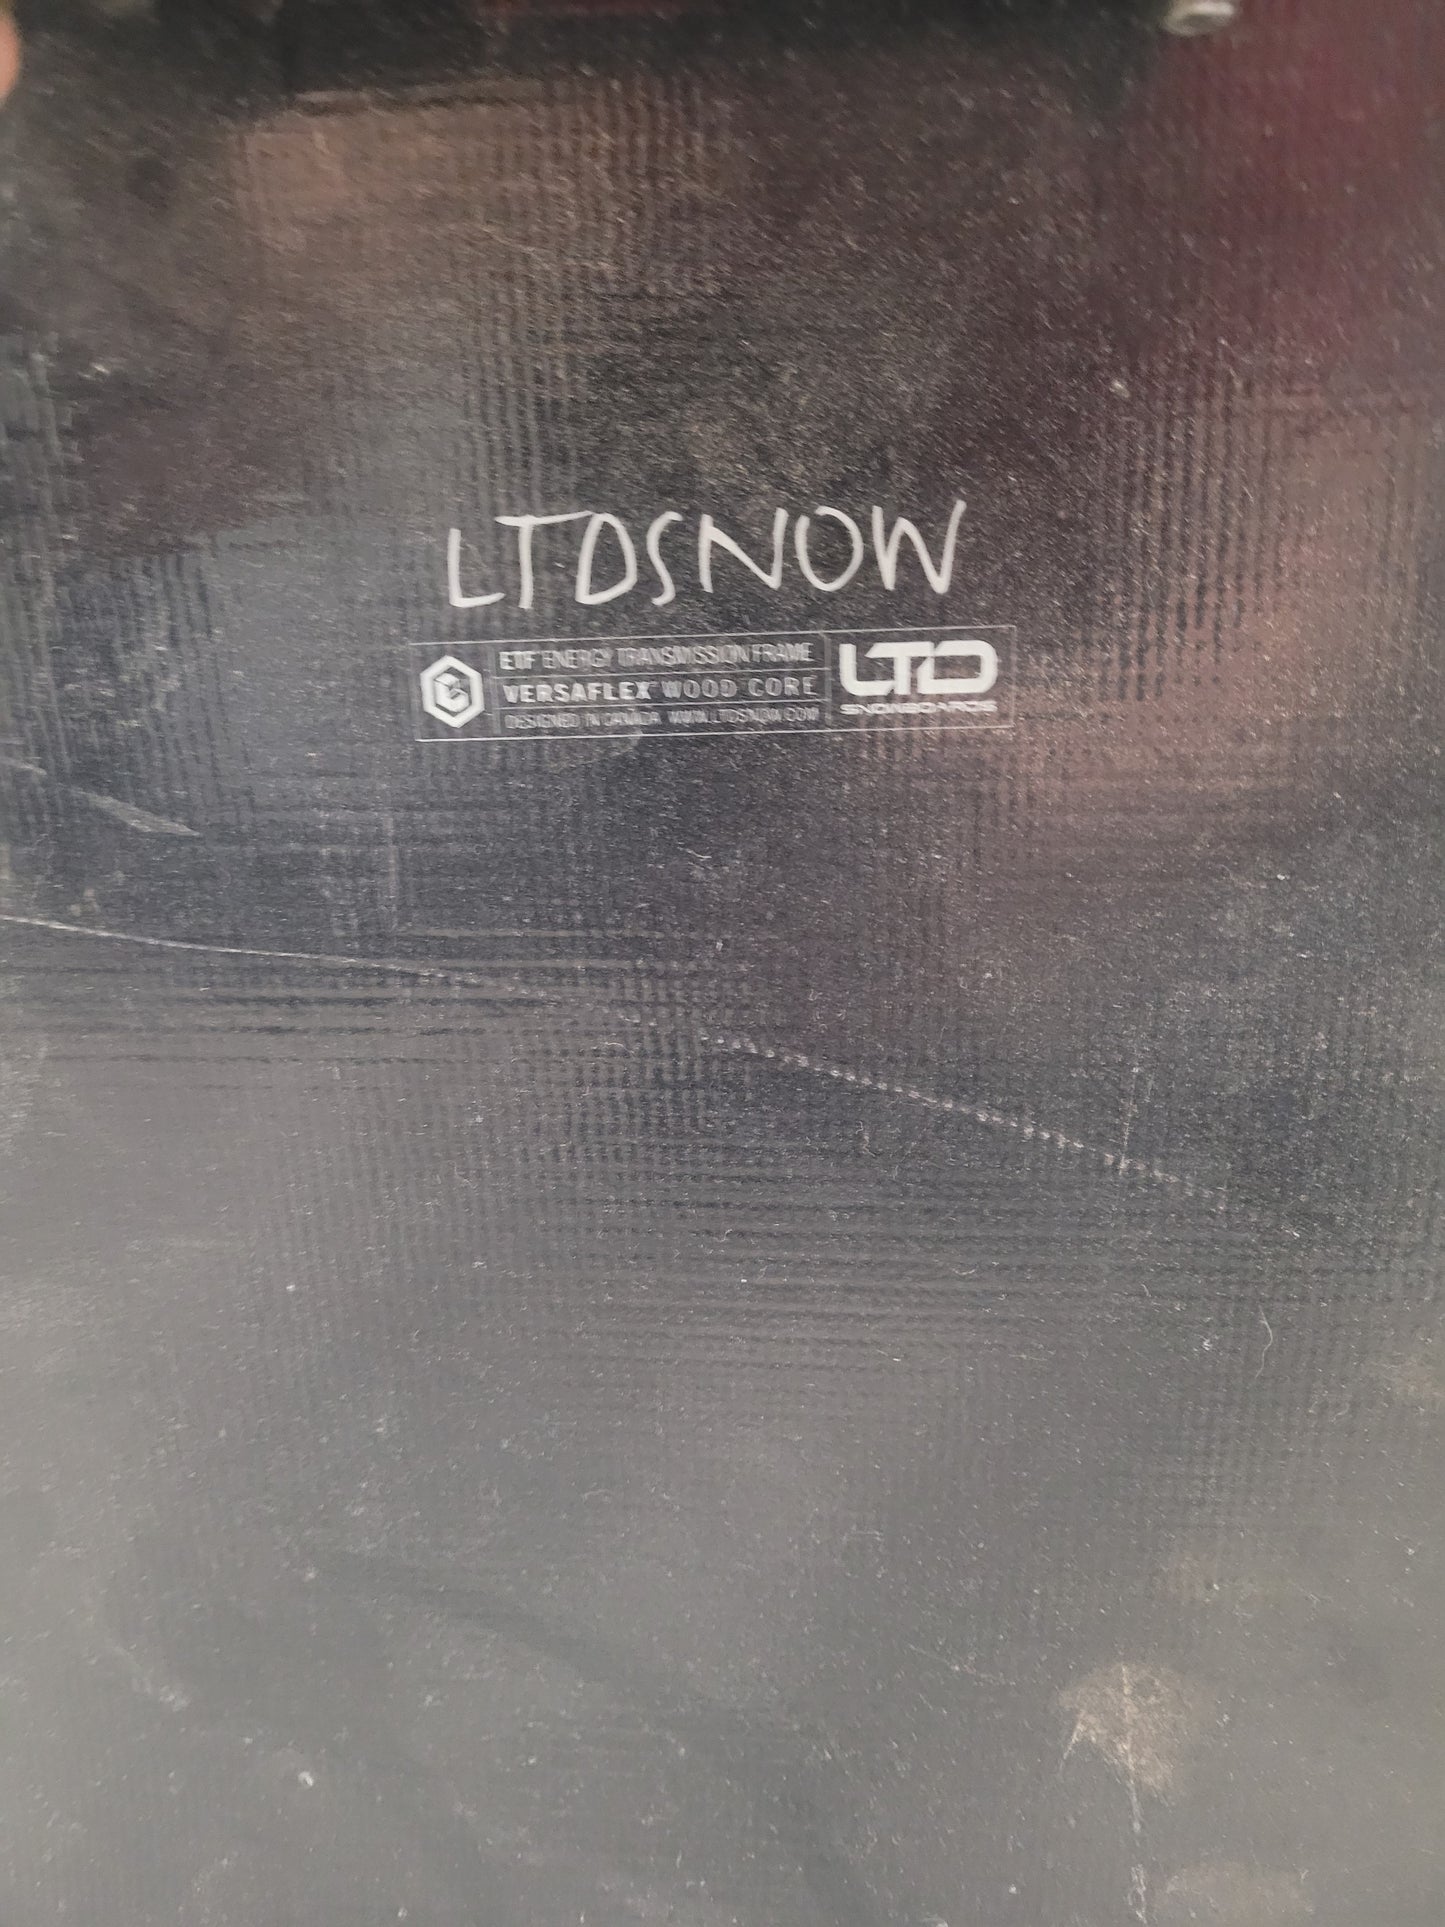 LTDSNOW
ETF ENERGY TRANSMISSION FRAME
VERSAFLEX WOOD CORE
DESIGNED IN CANADA WWW.LTDSNOW.COM
LTD
SNOWBOARDS